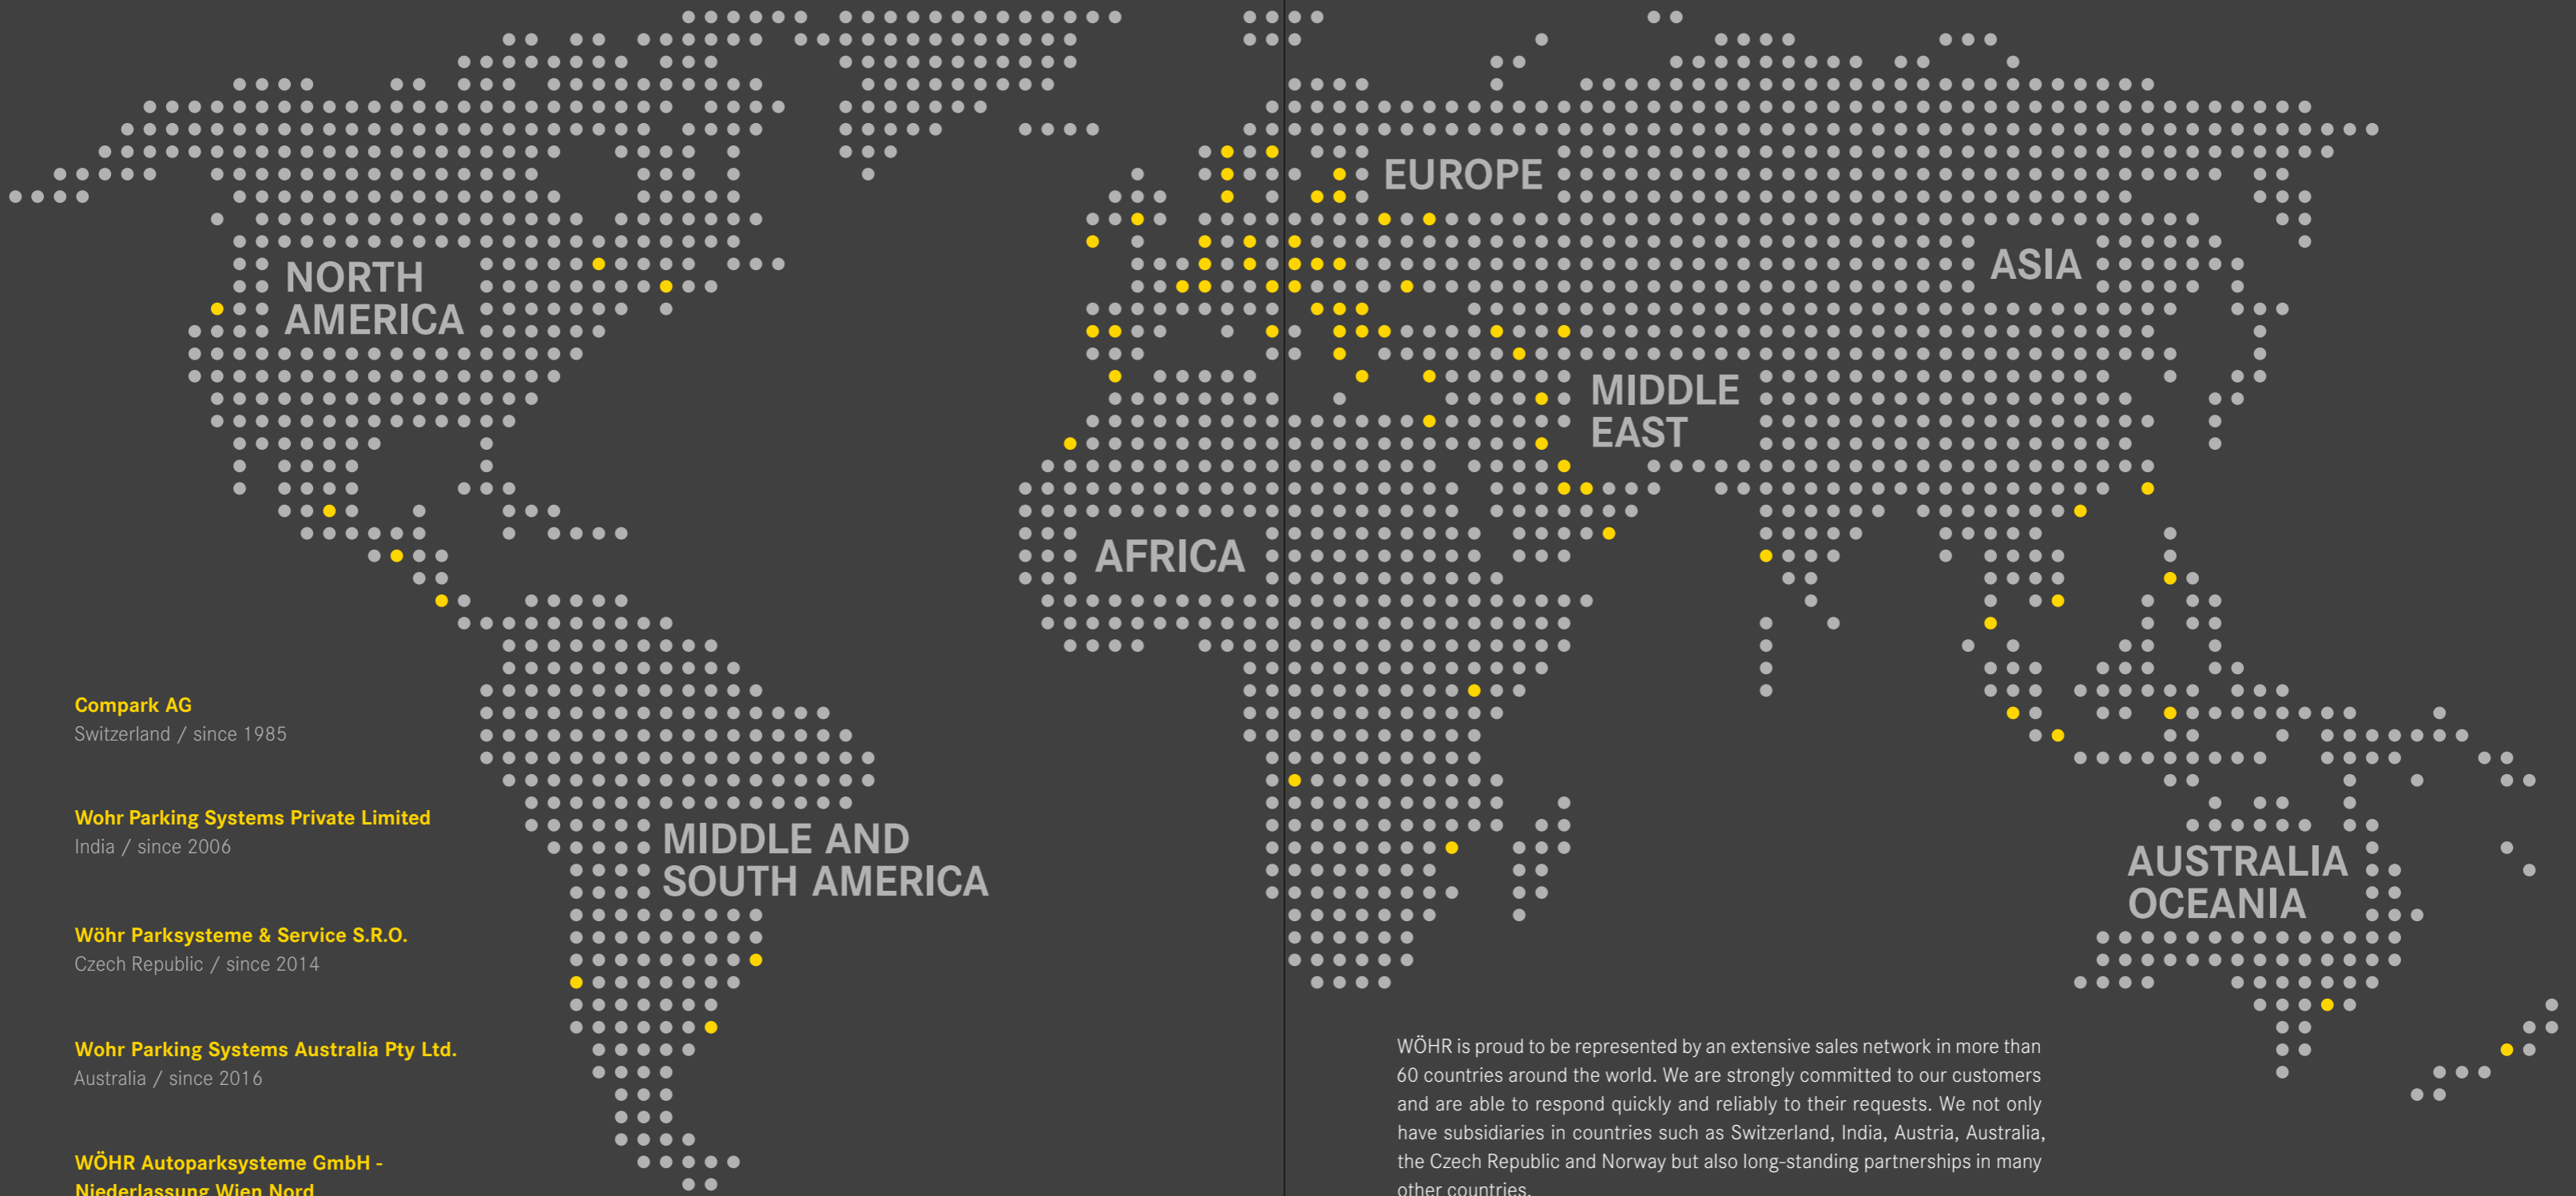 EUROPE
NORTH
AMERICA
ASIA
MIDDLE
EAST
AFRICA
MIDDLE AND
SOUTH AMERICA
AUSTRALIA
OCEANIA
Compark AG
Switzerland / since 1985
Wohr Parking Systems Private Limited
India / since 2006
Wöhr Parksysteme & Service S.R.O.
Czech Republic / since 2014
Wohr Parking Systems Australia Pty Ltd.
Australia / since 2016
WÖHR Autoparksysteme GmbH -
Niederlassung Wien Nord
WÖHR is proud to be represented by an extensive sales network in more than
60 countries around the world. We are strongly committed to our customers
and are able to respond quickly and reliably to their requests. We not only
have subsidiaries in countries such as Switzerland, India, Austria, Australia,
the Czech Republic and Norway but also long-standing partnerships in many
other countries.